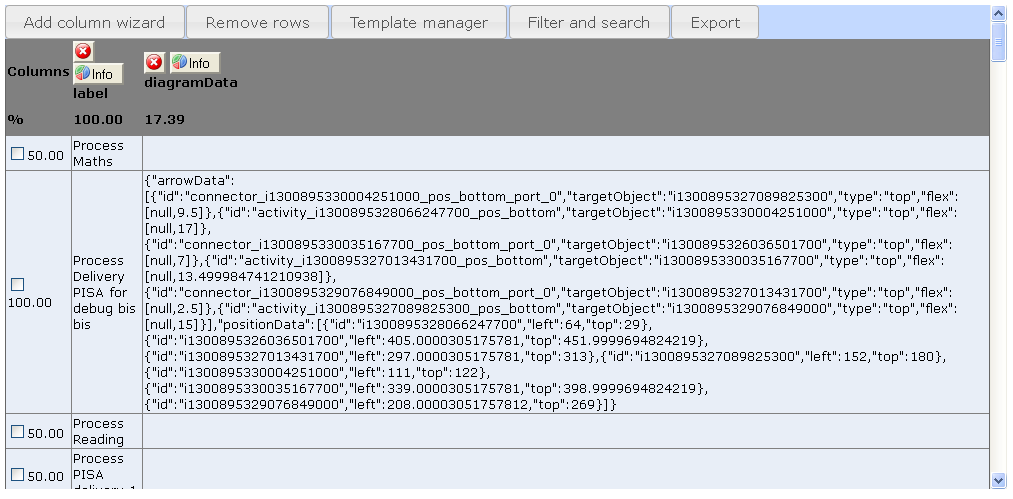 Add column wizard Remove rows Template manager Filter and search Export
Columns
Info
label
Info
diagramData
% 100.00 17.39
50.00
Process
Maths
100.00
Process
Delivery
PISA for
debug bis
bis
{"arrowData":
[{"id":"connector_i1300895330004251000_pos_bottom_port_0","targetObject":"i1300895327089825300","type":"top","flex":
[null,9.5]},{"id":"activity_i1300895328066247700_pos_bottom","targetObject":"i1300895330004251000","type":"top","flex":
[null,17]},
{"id":"connector_i1300895330035167700_pos_bottom_port_0","targetObject":"i1300895326036501700","type":"top","flex":
[null,7]},{"id":"activity_i1300895327013431700_pos_bottom","targetObject":"i1300895330035167700","type":"top","flex":
[null,13.499984741210938]},
{"id":"connector_i1300895329076849000_pos_bottom_port_0","targetObject":"i1300895327013431700","type":"top","flex":
[null,2.5]},{"id":"activity_i1300895327089825300_pos_bottom","targetObject":"i1300895329076849000","type":"top","flex":
[null,15]}],"positionData":[{"id":"i1300895328066247700","left":64,"top":29},
{"id":"i1300895326036501700","left":405.0000305175781,"top":451.9999694824219},
{"id":"i1300895327013431700","left":297.0000305175781,"top":313},{"id":"i1300895327089825300","left":152,"top":180},
{"id":"i1300895330004251000","left":111,"top":122},
{"id":"i1300895330035167700","left":339.0000305175781,"top":398.9999694824219},
{"id":"i1300895329076849000","left":208.00003051757812,"top":269}]}
50.00
Process
Reading
50.00
Process
PISA
delivery 1